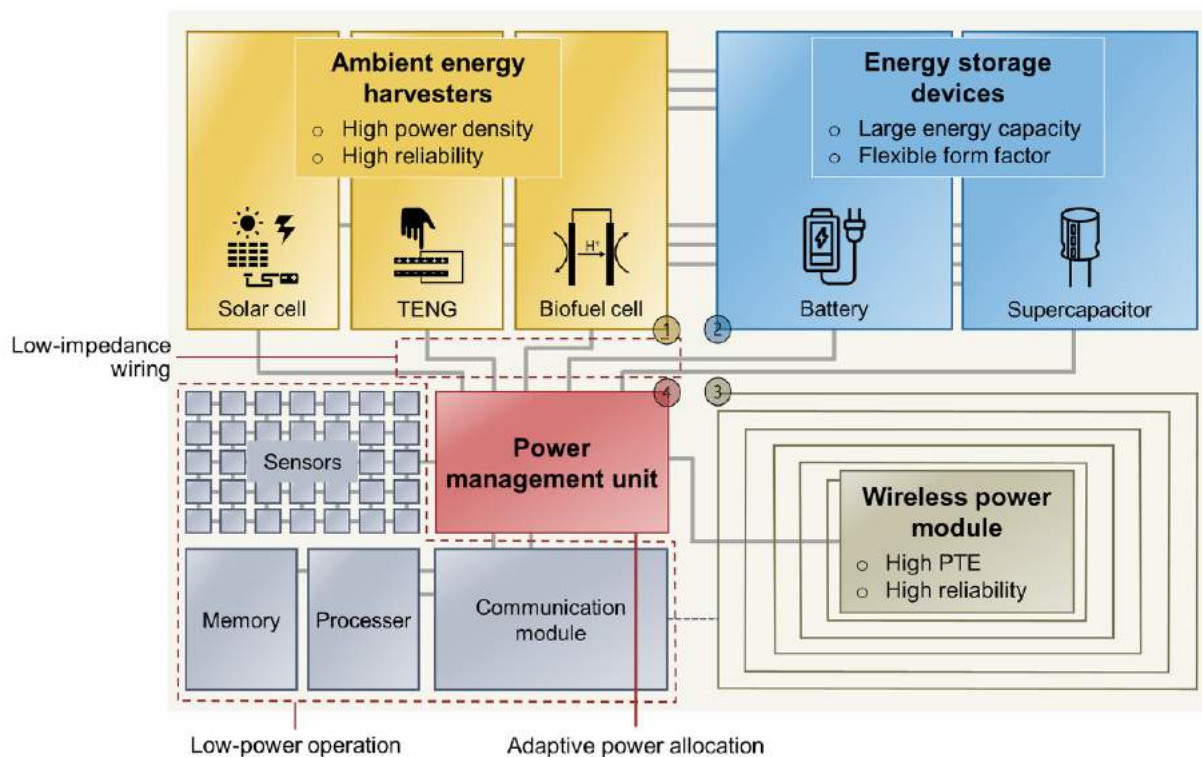 Ambient energy
harvesters
○ High power density
○ High reliability
Energy storage
devices
○ Large energy capacity
○ Flexible form factor
H⁺
Solar cell
TENG
Biofuel cell
Battery
Supercapacitor
1
2
Low-impedance
wiring
4
3
Sensors
Power
management unit
Wireless power
module
○ High PTE
○ High reliability
Memory
Processer
Communication
module
Low-power operation
Adaptive power allocation